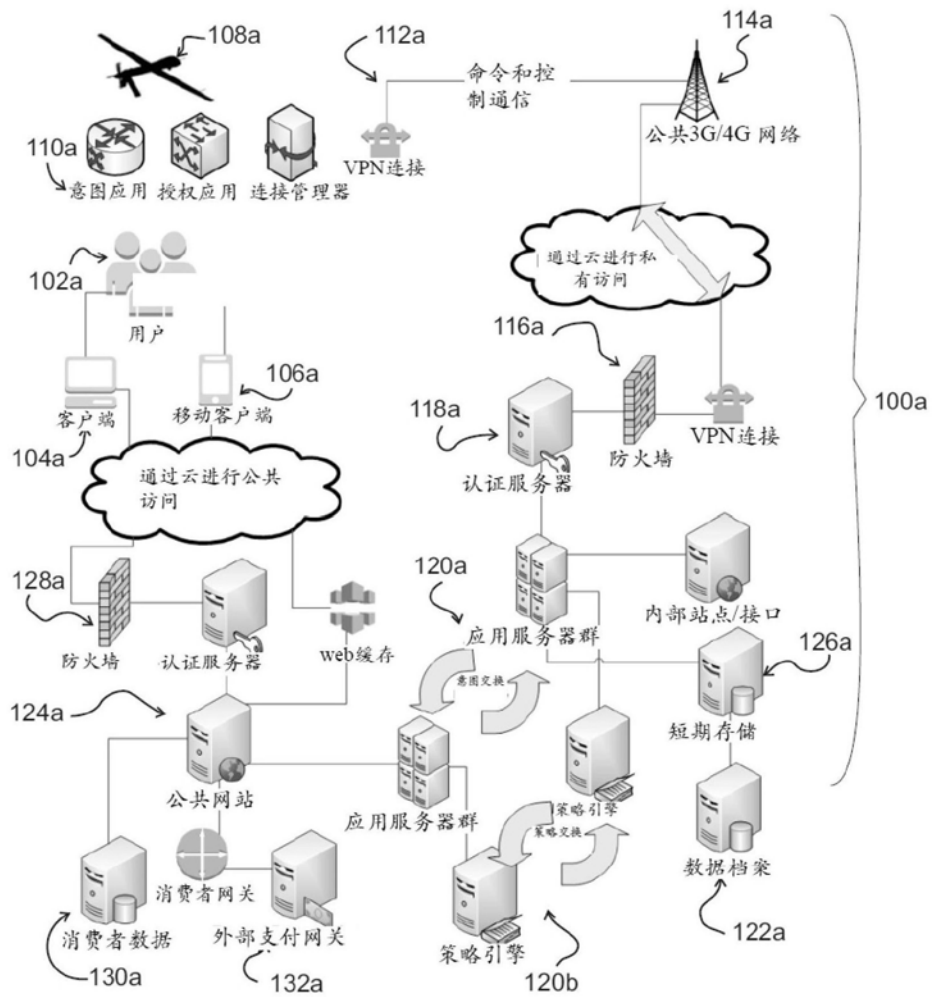 108a
112a
114a
命令和控
制通信
110a
意图应用
授权应用
连接管理器
VPN连接
公共3G/4G 网络
102a
用户
通过云进行私
有访问
116a
106a
118a
100a
客户端
移动客户端
104a
防火墙
VPN连接
通过云进行公共
访问
认证服务器
128a
120a
防火墙
认证服务器
web缓存
应用服务器群
内部站点/接口
126a
124a
意图交换
短期存储
公共网站
应用服务器群
策略引擎
策略交换
消费者网关
数据档案
消费者数据
外部支付网关
策略引擎
122a
130a
132a
120b